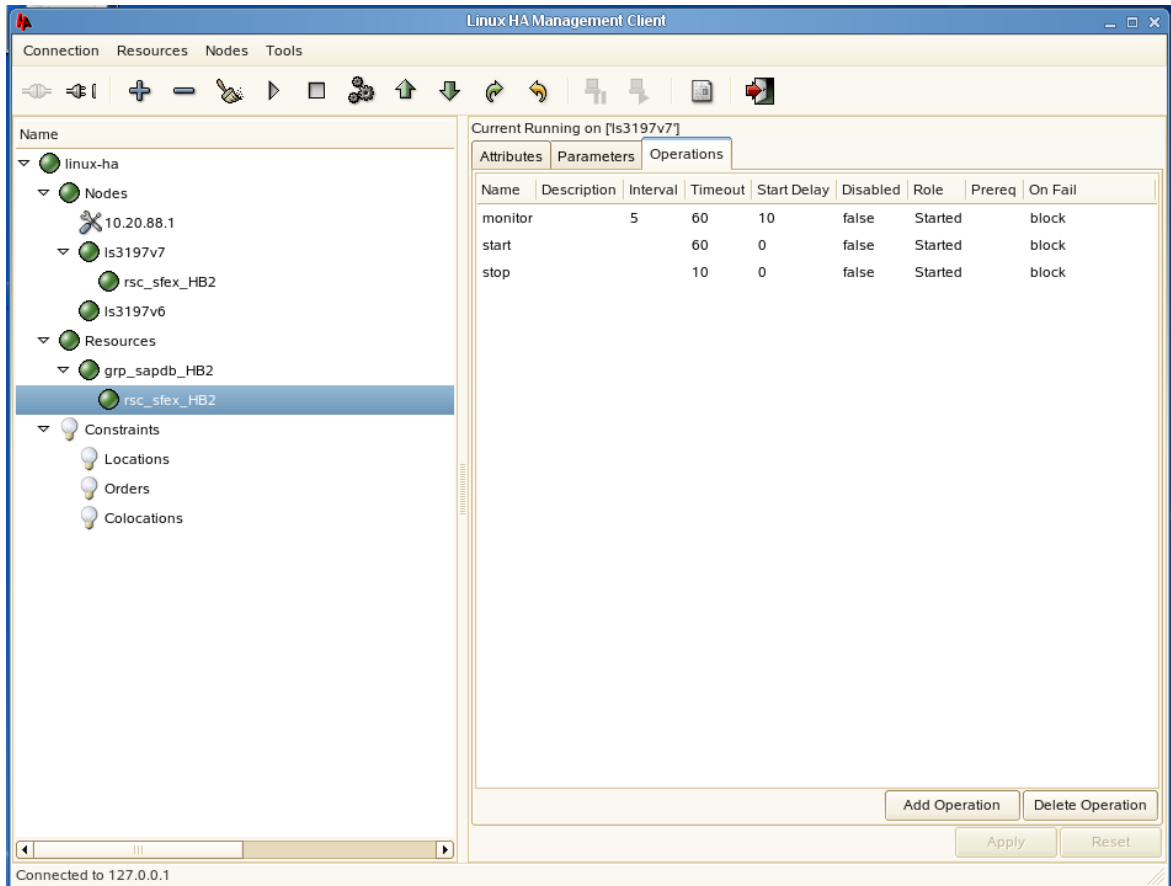 Linux HA Management Client
Connection Resources Nodes Tools
Name
linux-ha
Nodes
10.20.88.1
ls3197v7
rsc_sfex_HB2
ls3197v6
Resources
grp_sapdb_HB2
rsc_sfex_HB2
Constraints
Locations
Orders
Colocations
Current Running on ['ls3197v7']
Attributes Parameters Operations
Name Description Interval Timeout Start Delay Disabled Role Prereq On Fail
monitor 5 60 10 false Started block
start 60 0 false Started block
stop 10 0 false Started block
Add Operation Delete Operation
Apply Reset
Connected to 127.0.0.1